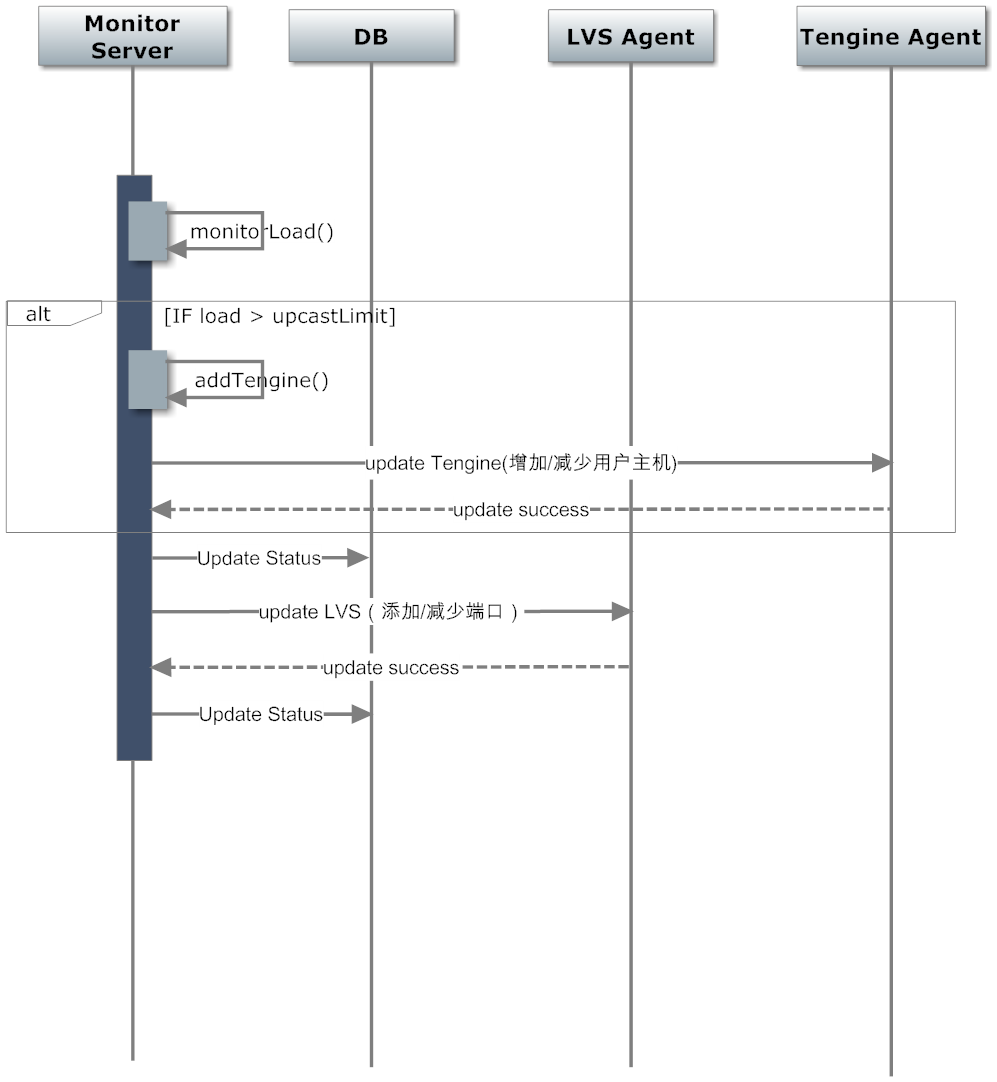 Monitor
Server
DB
LVS Agent
Tengine Agent
monitorLoad()
alt
[IF load > upcastLimit]
addTengine()
update Tengine(增加/减少用户主机)
update success
Update Status
update LVS（添加/减少端口）
update success
Update Status